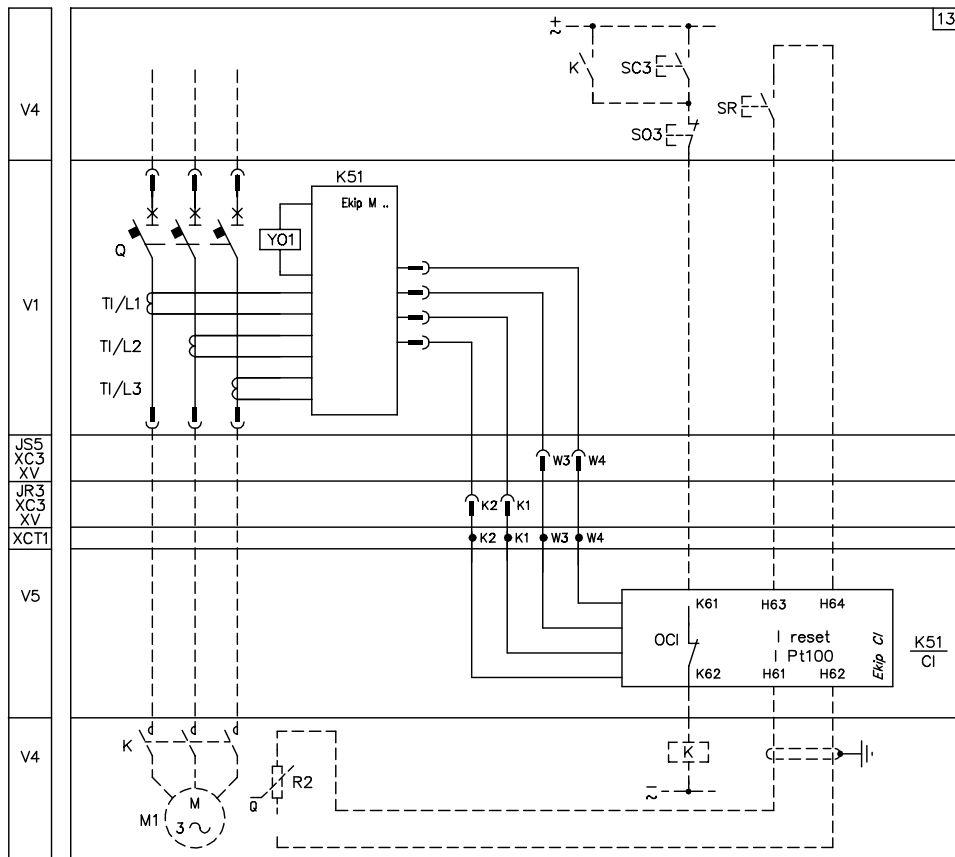 13
+
~
K
SC3
SR
SO3
V4
K51
Ekip M ..
YO1
Q
V1
TI/L1
TI/L2
TI/L3
JS5
XC3
XV
W3 W4
JR3
XC3
XV
K2 K1
XCT1
K2 K1 W3 W4
V5
K61 H63 H64
OCI
I reset
I Pt100
K62 H61 H62
Ekip CI
K51
CI
V4
K
K
R2
ϑ
M1
M
3 ~
-
~